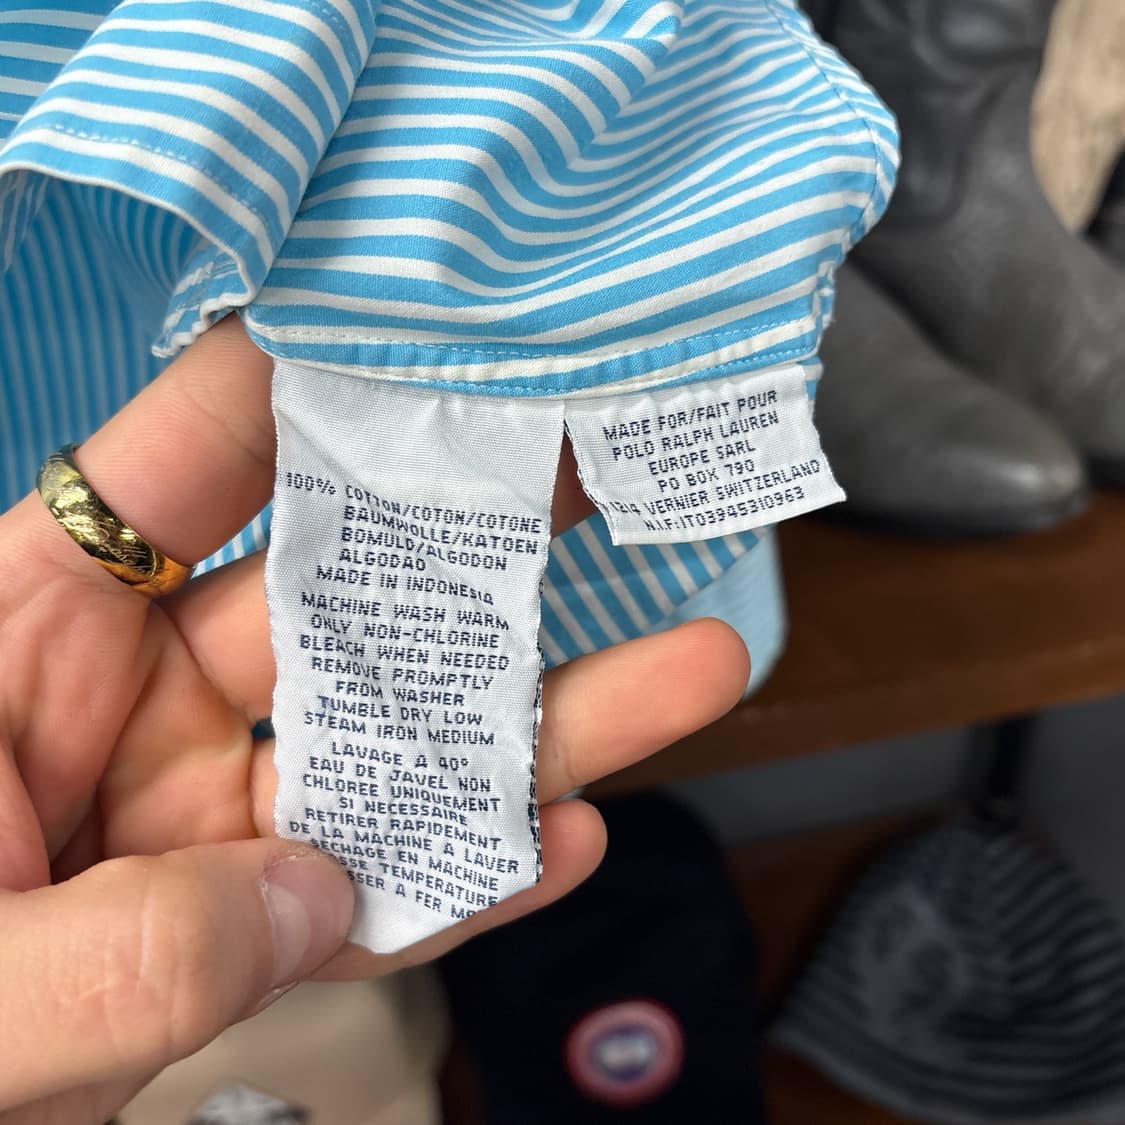 100% COTTON/COTON/COTONE
BAUMWOLLE/KATOEN
BOMULD/ALGODON
ALGODAO
MADE IN INDONESIA
MACHINE WASH WARM
ONLY NON-CHLORINE
BLEACH WHEN NEEDED
REMOVE PROMPTLY
FROM WASHER
TUMBLE DRY LOW
STEAM IRON MEDIUM
LAVAGE A 40°
EAU DE JAVEL NON
CHLOREE UNIQUEMENT
SI NECESSAIRE
RETIRER RAPIDEMENT
DE LA MACHINE A LAVER
SECHAGE EN MACHINE
TEMPERATURE
A FER
MADE FOR/FAIT POUR
POLO RALPH LAUREN
EUROPE SARL
PO BOX 790
VERNIER SWITZERLAND
N.I.F:IT03945310963